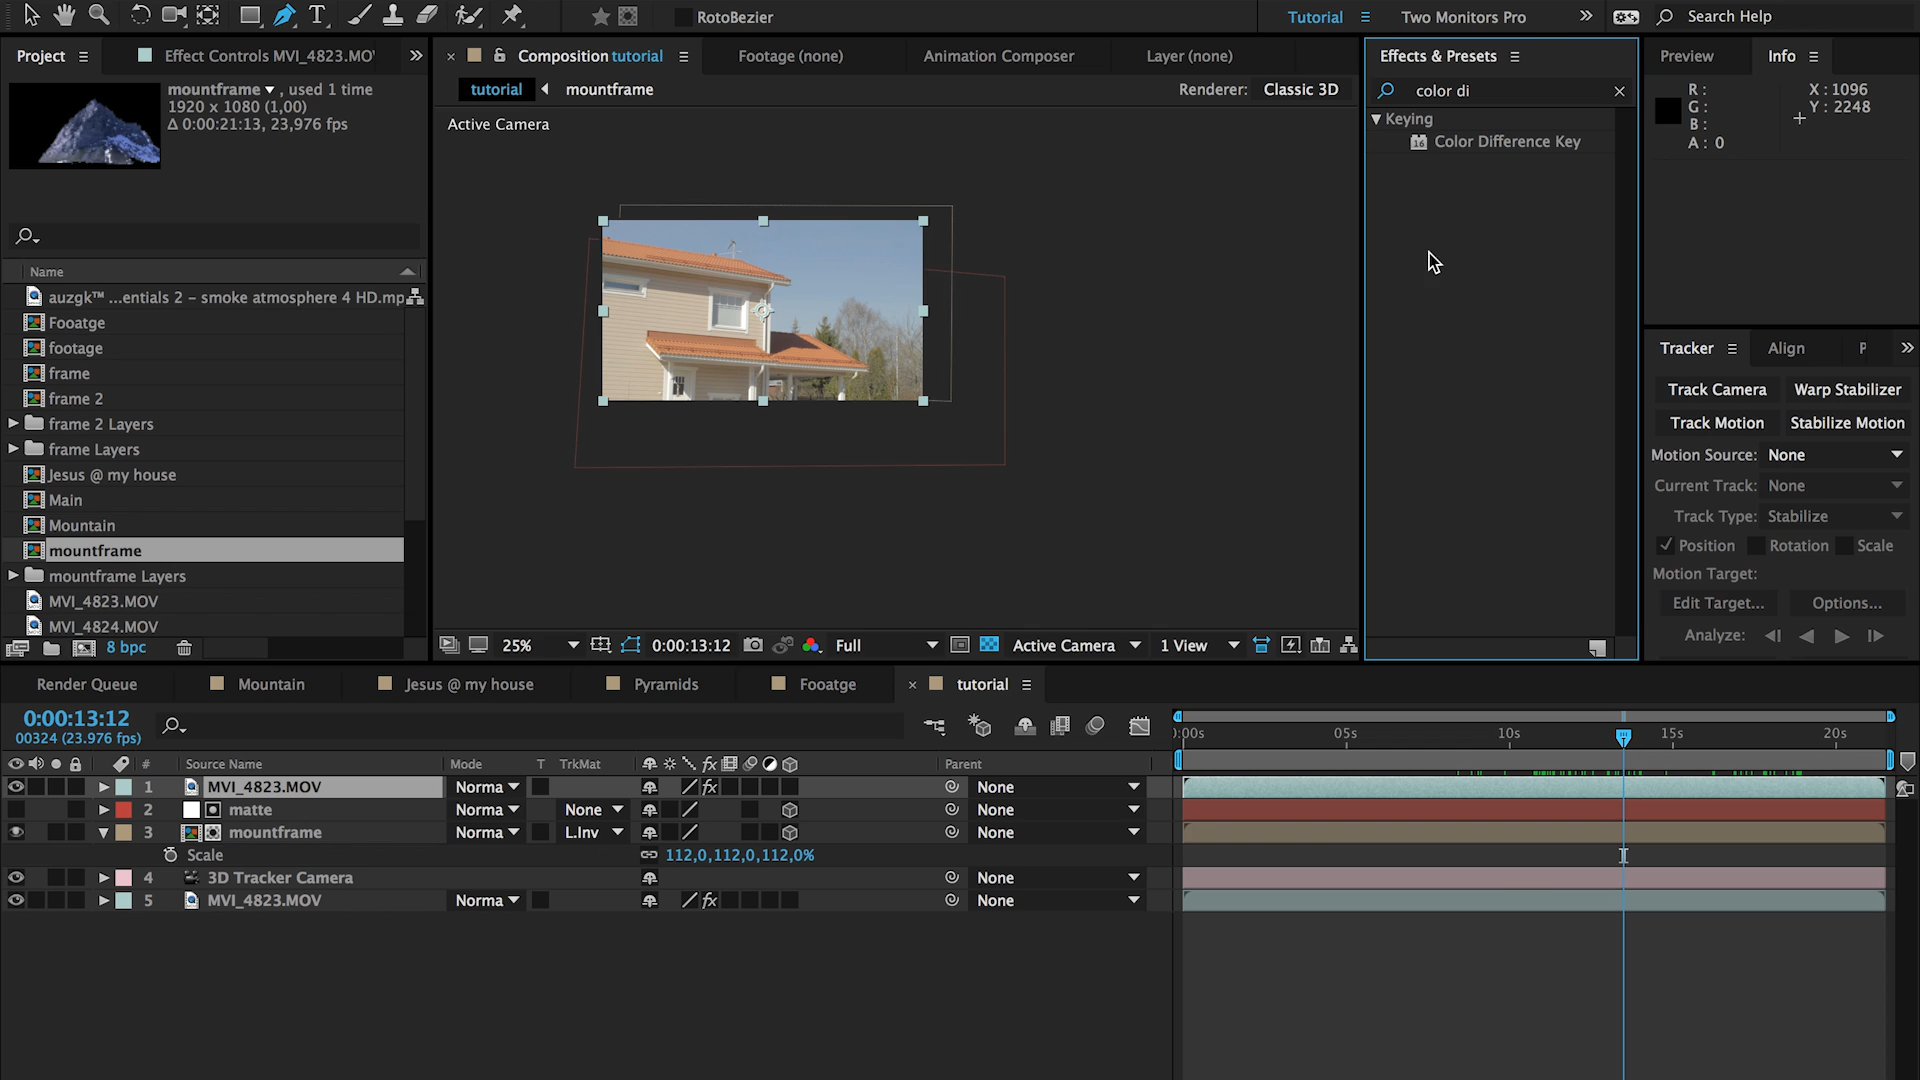 RotoBezier
Tutorial
Two Monitors Pro
Search Help
Project
Effect Controls MVI_4823.MO
Composition tutorial
Footage (none)
Animation Composer
Layer (none)
Effects & Presets
Preview
Info
mountframe , used 1 time
1920 x 1080 (1,00)
Δ 0:00:21:13, 23,976 fps
tutorial
mountframe
Renderer:
Classic 3D
color di
R :
G :
B :
A : 0
X : 1096
Y : 2248
Active Camera
Keying
16
Color Difference Key
Name
auzgk™ ...entials 2 – smoke atmosphere 4 HD.mp
Fooatge
footage
frame
frame 2
frame 2 Layers
frame Layers
Jesus @ my house
Main
Mountain
mountframe
mountframe Layers
MVI_4823.MOV
MVI_4824.MOV
8 bpc
Tracker
Align
P
Track Camera
Warp Stabilizer
Track Motion
Stabilize Motion
Motion Source: None
Current Track: None
Track Type: Stabilize
Position
Rotation
Scale
Motion Target:
Edit Target...
Options...
Analyze:
25%
0:00:13:12
Full
Active Camera
1 View
Render Queue
Mountain
Jesus @ my house
Pyramids
Fooatge
tutorial
0:00:13:12
00324 (23.976 fps)
:00s
05s
10s
15s
20s
#
Source Name
Mode
T
TrkMat
fx
Parent
1
MVI_4823.MOV
Norma
fx
None
2
matte
Norma
None
None
3
mountframe
Norma
L.Inv
None
Scale
112,0,112,0,112,0%
4
3D Tracker Camera
None
5
MVI_4823.MOV
Norma
fx
None